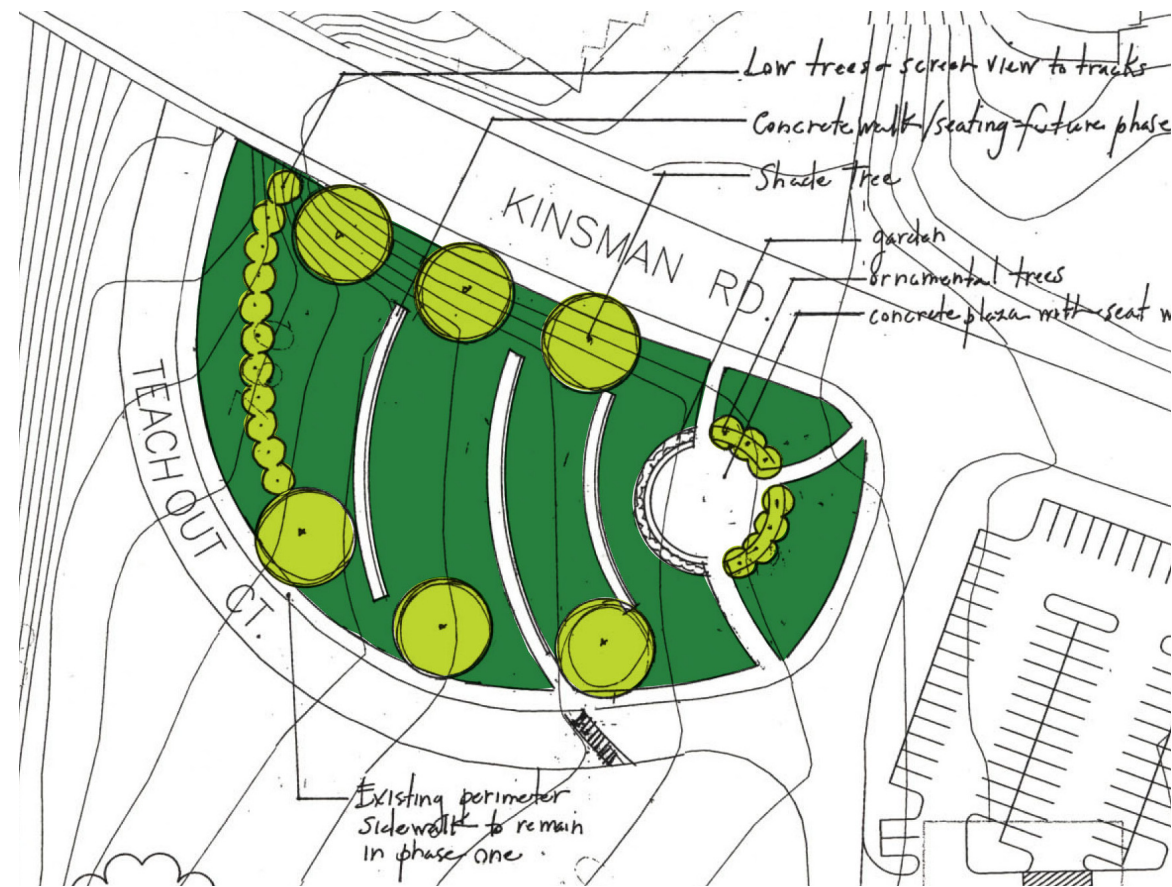 Low trees - screen view to tracks
Concrete walk/seating-future phase
Shade Tree
KINSMAN RD.
garden
ornamental trees
concrete plaza with seat w
TEACHOUT CT.
Existing perimeter
sidewalk to remain
in phase one.